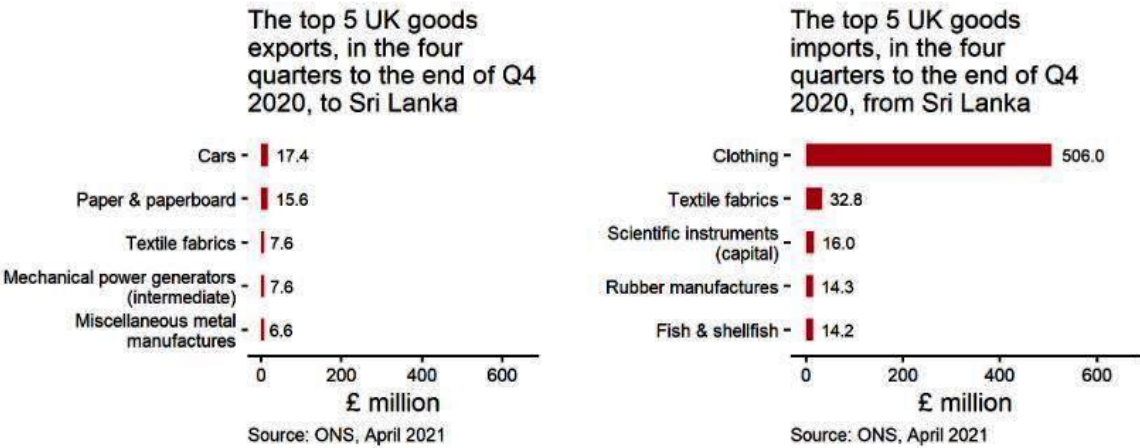 The top 5 UK goods
exports, in the four
quarters to the end of Q4
2020, to Sri Lanka
Cars
17.4
Paper & paperboard
15.6
Textile fabrics
7.6
Mechanical power generators
(intermediate)
7.6
Miscellaneous metal
manufactures
6.6
0 200 400 600
£ million
Source: ONS, April 2021
The top 5 UK goods
imports, in the four
quarters to the end of Q4
2020, from Sri Lanka
Clothing
506.0
Textile fabrics
32.8
Scientific instruments
(capital)
16.0
Rubber manufactures
14.3
Fish & shellfish
14.2
0 200 400 600
£ million
Source: ONS, April 2021